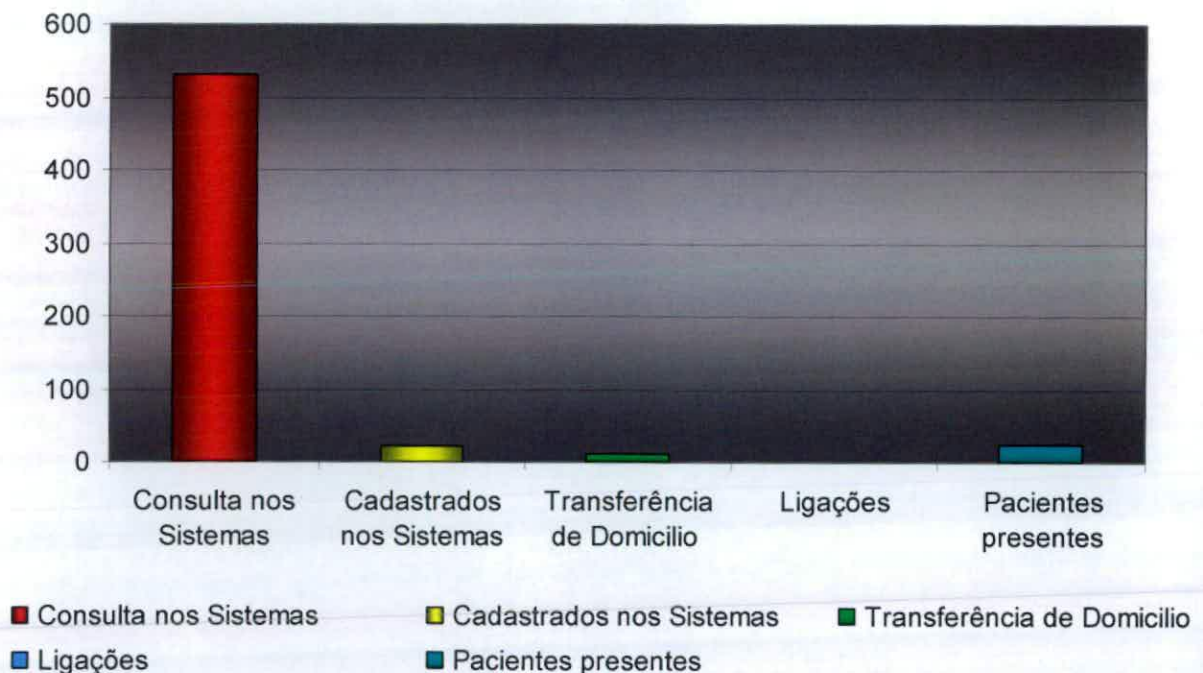 600
500
400
300
200
100
0
Consulta nos
Sistemas
Cadastrados
nos Sistemas
Transferência
de Domicilio
Ligações
Pacientes
presentes
Consulta nos Sistemas
Cadastrados nos Sistemas
Transferência de Domicilio
Ligações
Pacientes presentes